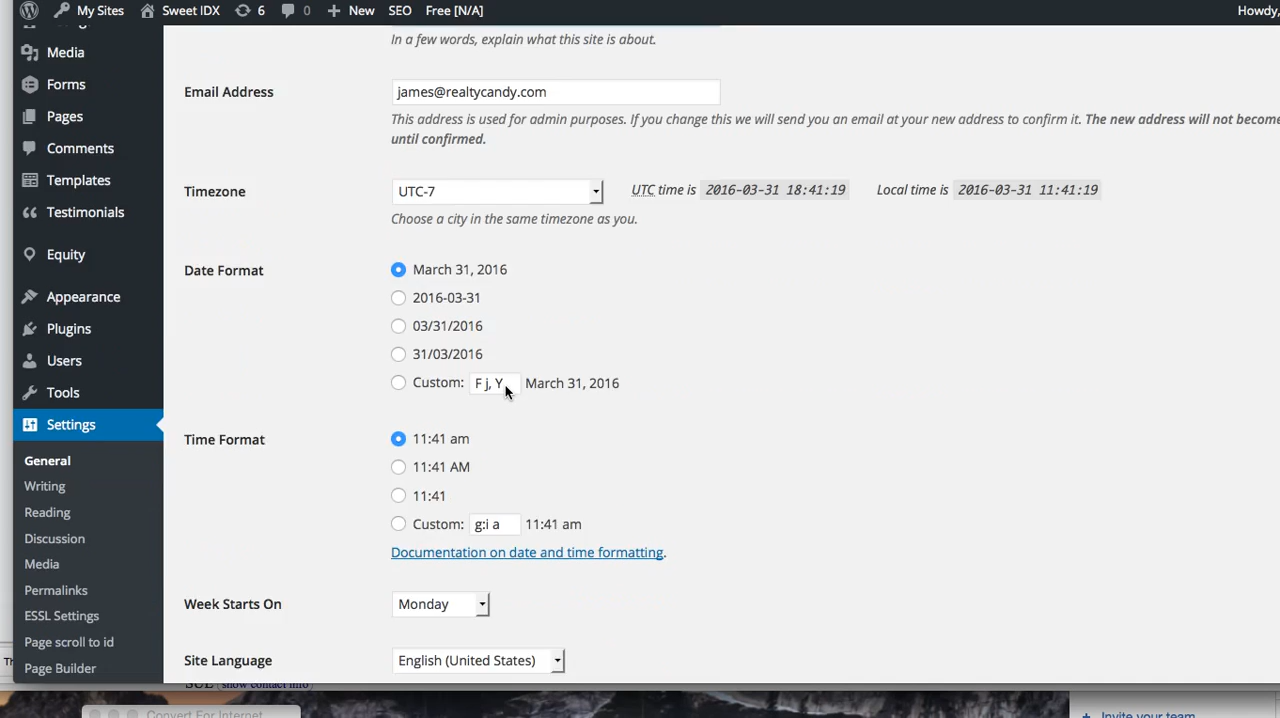 My Sites Sweet IDX 6 0 New SEO Free [N/A] Howdy,
Media
Forms
Pages
Comments
Templates
Testimonials
Equity
Appearance
Plugins
Users
Tools
Settings
General
Writing
Reading
Discussion
Media
Permalinks
ESSL Settings
Page scroll to id
Page Builder
In a few words, explain what this site is about.
Email Address james@realtycandy.com
This address is used for admin purposes. If you change this we will send you an email at your new address to confirm it. The new address will not become
until confirmed.
Timezone UTC-7 UTC time is 2016-03-31 18:41:19 Local time is 2016-03-31 11:41:19
Choose a city in the same timezone as you.
Date Format March 31, 2016
2016-03-31
03/31/2016
31/03/2016
Custom: F j, Y March 31, 2016
Time Format 11:41 am
11:41 AM
11:41
Custom: g:i a 11:41 am
Documentation on date and time formatting.
Week Starts On Monday
Site Language English (United States)
show contact info
Convert For Internet
+ Invite your team